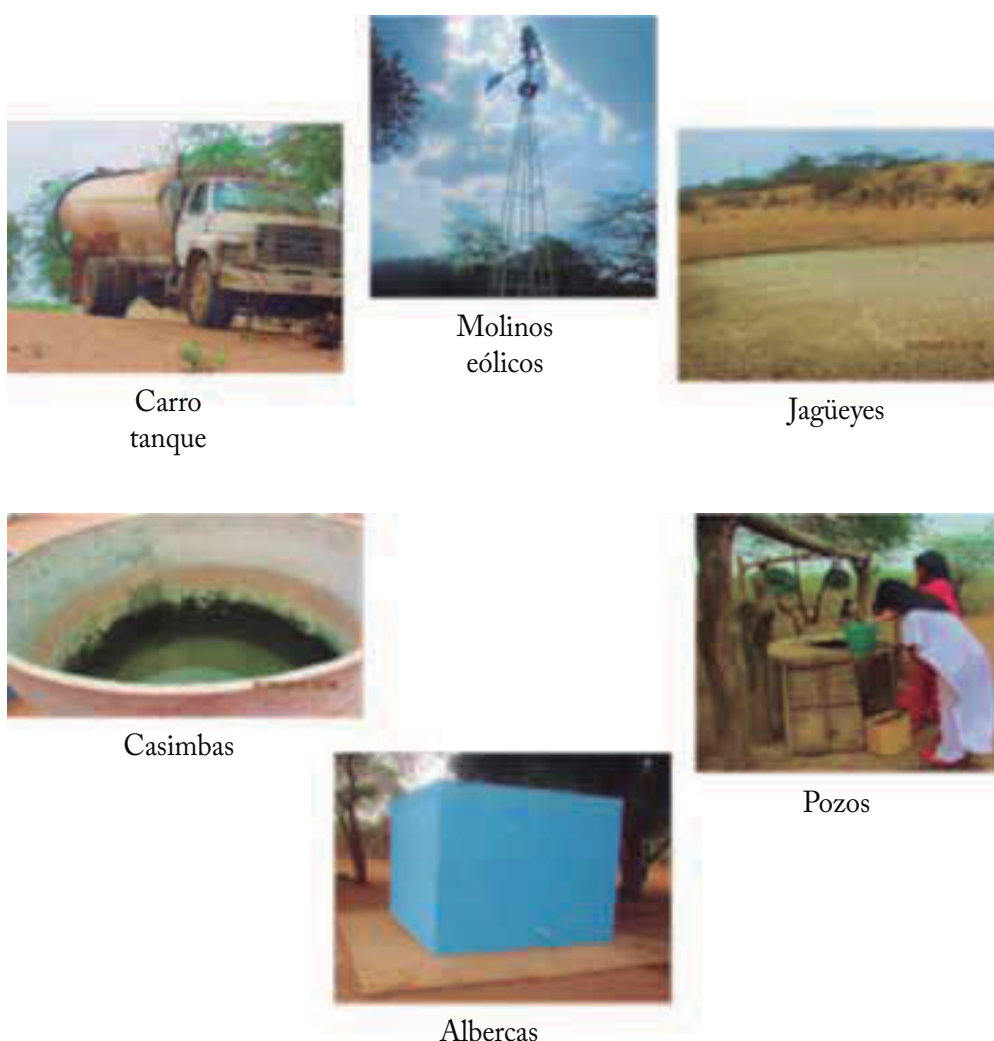 Molinos
eólicos
Carro
tanque
Jagüeyes
Casimbas
Pozos
Albercas